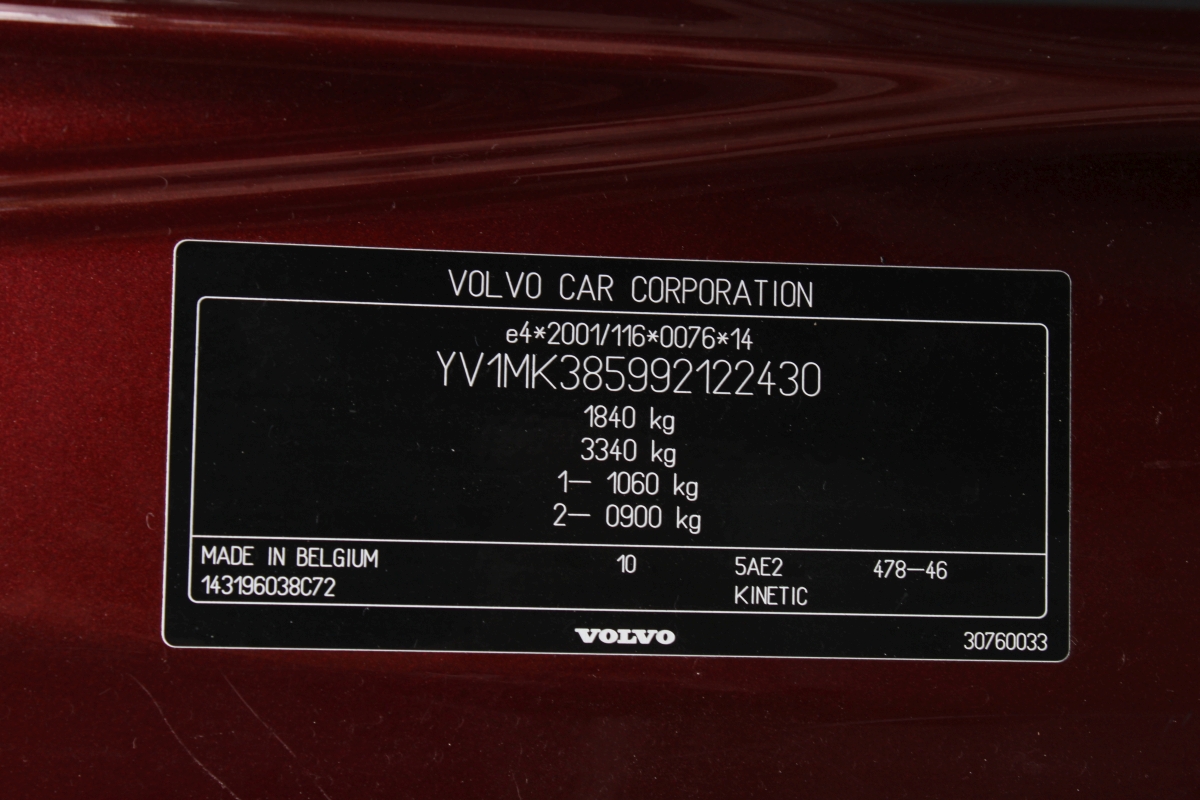 VOLVO CAR CORPORATION
e4*2001/116*0076*14
YV1MK385992122430
1840 kg
3340 kg
1— 1060 kg
2— 0900 kg
MADE IN BELGIUM 10 5AE2 478—46
143196038C72 KINETIC
VOLVO 30760033